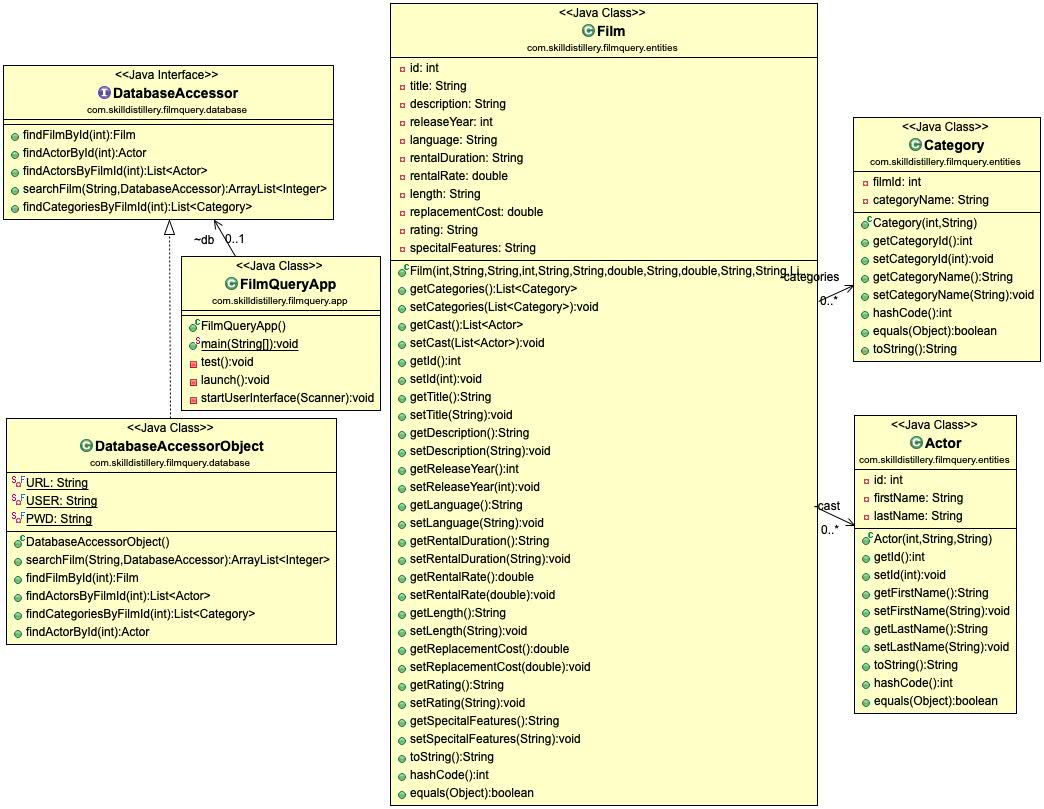 <<Java Interface>>
DatabaseAccessor
com.skilldistillery.filmquery.database
findFilmById(int):Film
findActorById(int):Actor
findActorsByFilmId(int):List<Actor>
searchFilm(String,DatabaseAccessor):ArrayList<Integer>
findCategoriesByFilmId(int):List<Category>
~db 0..1
<<Java Class>>
FilmQueryApp
com.skilldistillery.filmquery.app
FilmQueryApp()
main(String[]):void
test():void
launch():void
startUserInterface(Scanner):void
<<Java Class>>
DatabaseAccessorObject
com.skilldistillery.filmquery.database
URL: String
USER: String
PWD: String
DatabaseAccessorObject()
searchFilm(String,DatabaseAccessor):ArrayList<Integer>
findFilmById(int):Film
findActorsByFilmId(int):List<Actor>
findCategoriesByFilmId(int):List<Category>
findActorById(int):Actor
<<Java Class>>
Film
com.skilldistillery.filmquery.entities
id: int
title: String
description: String
releaseYear: int
language: String
rentalDuration: String
rentalRate: double
length: String
replacementCost: double
rating: String
specitalFeatures: String
Film(int,String,String,int,String,String,double,String,double,String,String,Li...
getCategories():List<Category>
setCategories(List<Category>):void
getCast():List<Actor>
setCast(List<Actor>):void
getId():int
setId(int):void
getTitle():String
setTitle(String):void
getDescription():String
setDescription(String):void
getReleaseYear():int
setReleaseYear(int):void
getLanguage():String
setLanguage(String):void
getRentalDuration():String
setRentalDuration(String):void
getRentalRate():double
setRentalRate(double):void
getLength():String
setLength(String):void
getReplacementCost():double
setReplacementCost(double):void
getRating():String
setRating(String):void
getSpecitalFeatures():String
setSpecitalFeatures(String):void
toString():String
hashCode():int
equals(Object):boolean
-categories
0..*
-cast
0..*
<<Java Class>>
Category
com.skilldistillery.filmquery.entities
filmId: int
categoryName: String
Category(int,String)
getCategoryId():int
setCategoryId(int):void
getCategoryName():String
setCategoryName(String):void
hashCode():int
equals(Object):boolean
toString():String
<<Java Class>>
Actor
com.skilldistillery.filmquery.entities
id: int
firstName: String
lastName: String
Actor(int,String,String)
getId():int
setId(int):void
getFirstName():String
setFirstName(String):void
getLastName():String
setLastName(String):void
toString():String
hashCode():int
equals(Object):boolean